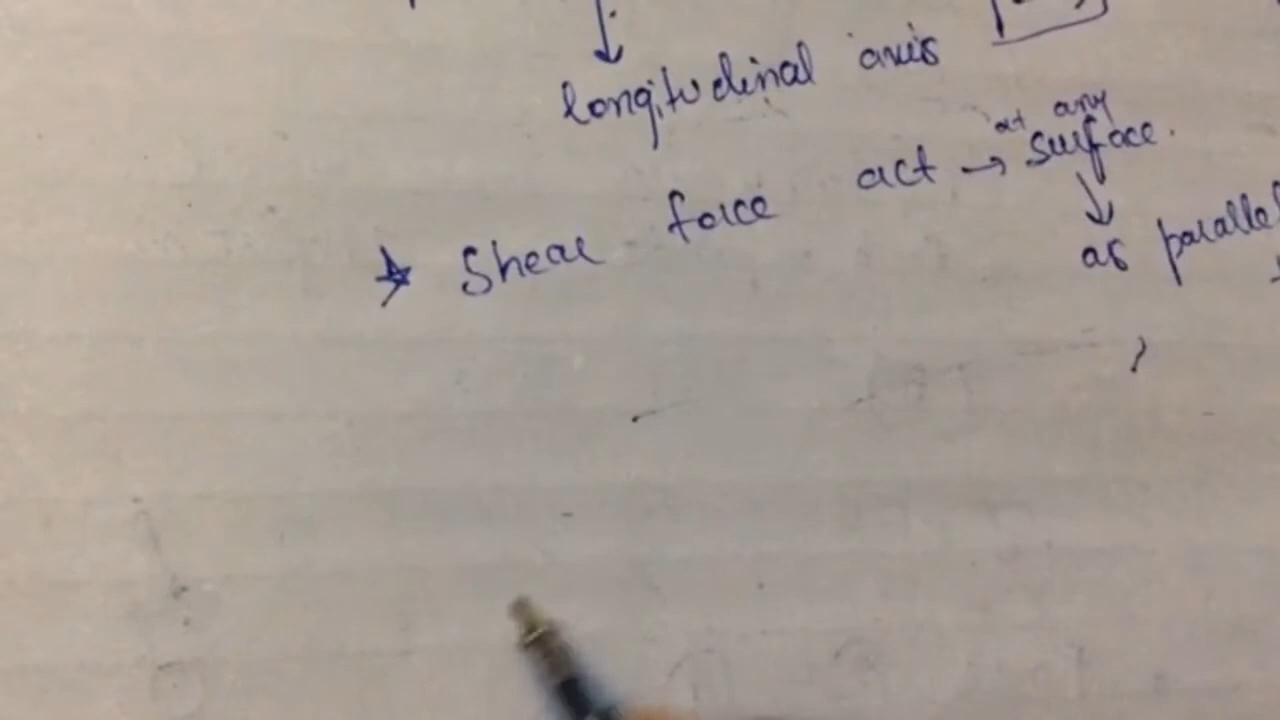 longitudinal axis
at any
★ Shear force act → surface.
↓
as parallel